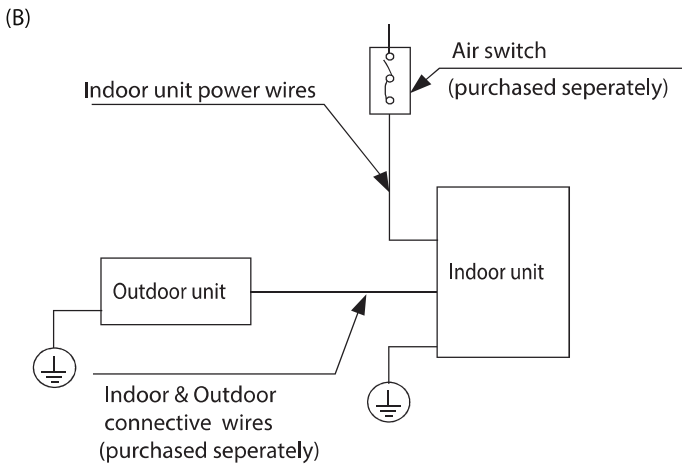 (B)
Air switch
(purchased seperately)
Indoor unit power wires
Indoor unit
Outdoor unit
Indoor & Outdoor
connective wires
(purchased seperately)